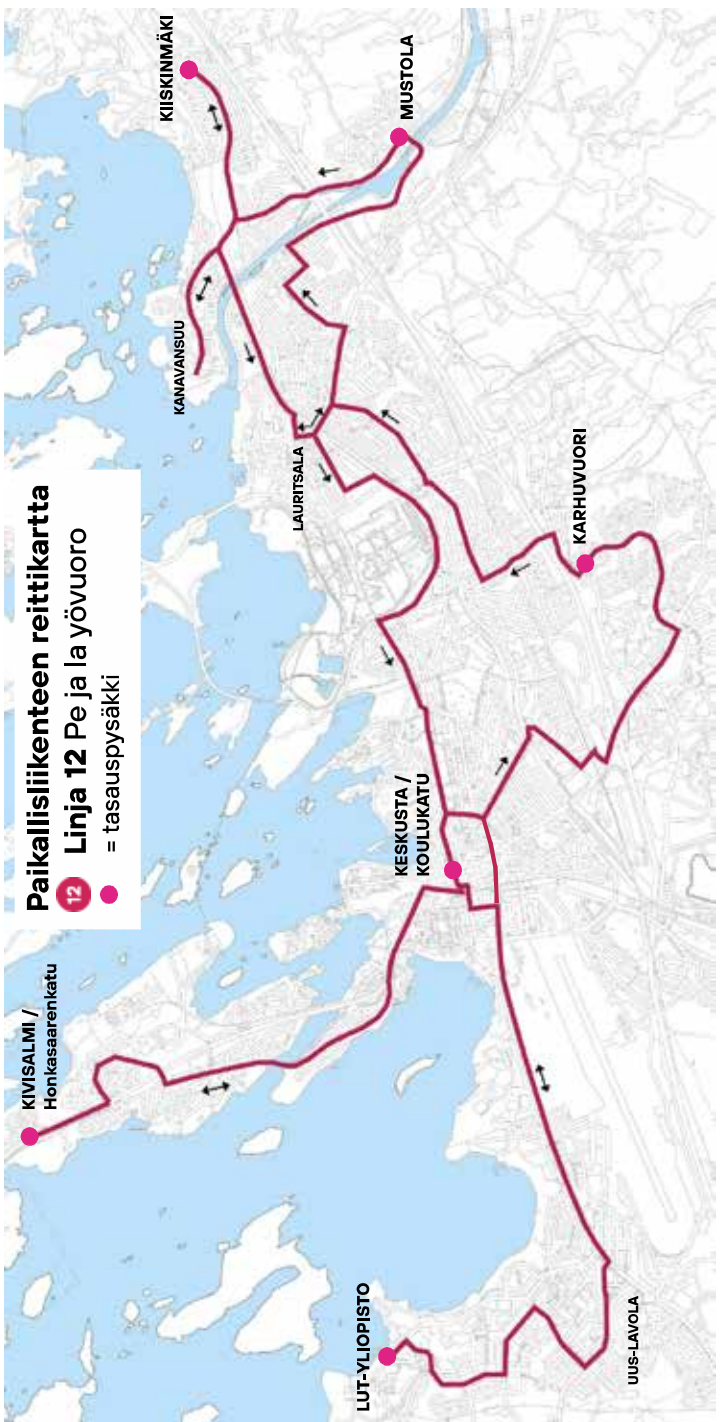 Paikallisliikenteen reittikartta
12 Linja 12 Pe ja la yövuoro
= tasauspysäkki
KIVISALMI /
Honkasaarenkatu
LUT-YLIOPISTO
UUS-LAVOLA
KESKUSTA /
KOULUKATU
KARHUVUORI
LAURITSALA
KANAVANSUU
KIISKINMÄKI
MUSTOLA